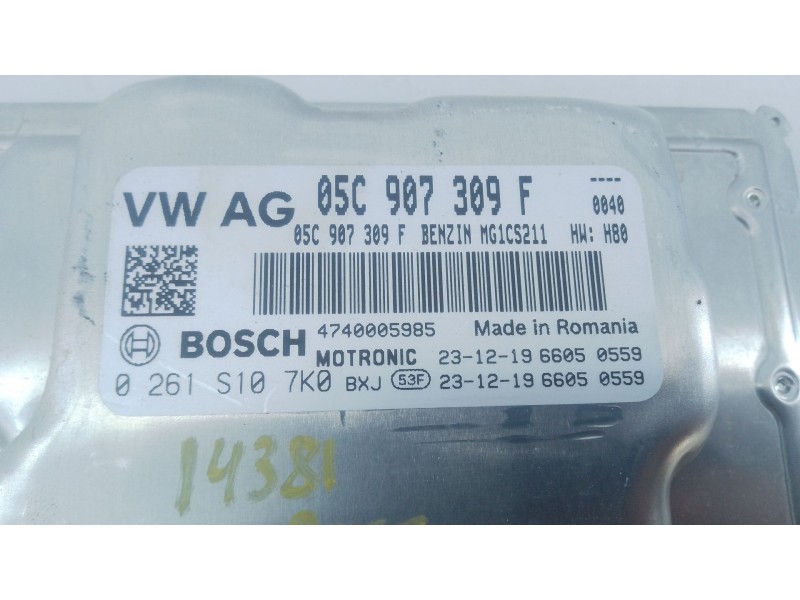 VW AG 05C 907 309 F ----
0040
05C 907 309 F BENZIN MG1CS211 HW: H80
BOSCH 4740005985 Made in Romania
MOTRONIC 23-12-19 6605 0559
0 261 S10 7K0 BXJ 53F 23-12-19 6605 0559
14381